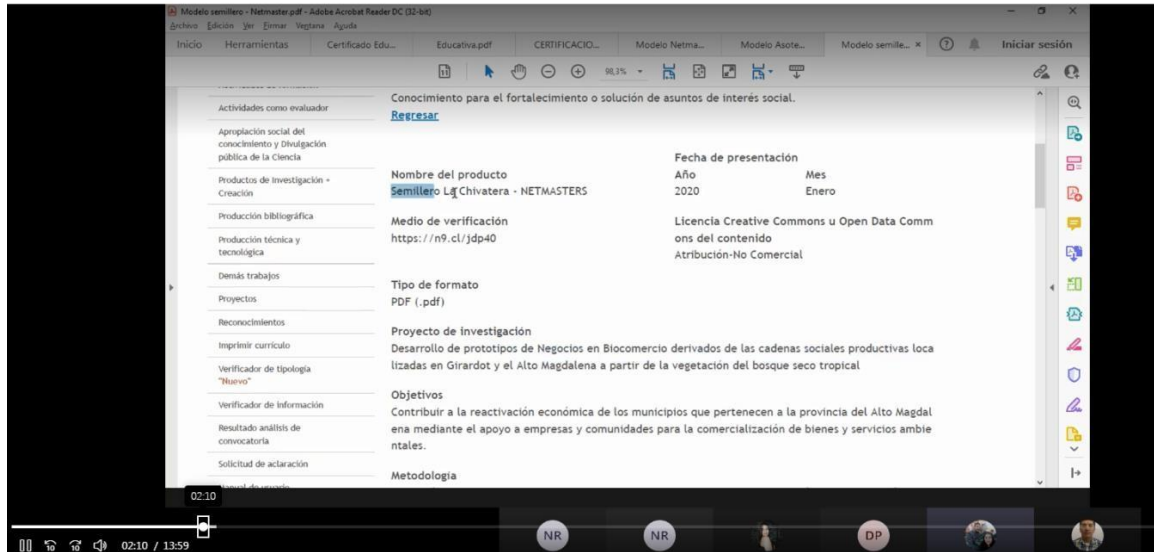 Modelo semillero - Netmaster.pdf - Adobe Acrobat Reader DC (32-bit)
Archivo Edición Ver Firmar Ventana Ayuda
Inicio Herramientas Certificado Edu... Educativa.pdf CERTIFICACIO... Modelo Netma... Modelo Asote... Modelo semille... × Iniciar sesión
98,3%
Actividades como evaluador
Apropiación social del
conocimiento y Divulgación
pública de la Ciencia
Productos de Investigación +
Creación
Producción bibliográfica
Producción técnica y
tecnológica
Demás trabajos
Proyectos
Reconocimientos
Imprimir currículo
Verificador de tipología
"Nuevo"
Verificador de información
Resultado análisis de
convocatoria
Solicitud de aclaración
Manual de usuario
Conocimiento para el fortalecimiento o solución de asuntos de interés social.
Regresar
Fecha de presentación
Nombre del producto Año Mes
Semillero La Chivatera - NETMASTERS 2020 Enero
Medio de verificación Licencia Creative Commons u Open Data Comm
https://n9.cl/jdp40 ons del contenido
Atribución-No Comercial
Tipo de formato
PDF (.pdf)
Proyecto de investigación
Desarrollo de prototipos de Negocios en Biocomercio derivados de las cadenas sociales productivas loca
lizadas en Girardot y el Alto Magdalena a partir de la vegetación del bosque seco tropical
Objetivos
Contribuir a la reactivación económica de los municipios que pertenecen a la provincia del Alto Magdal
ena mediante el apoyo a empresas y comunidades para la comercialización de bienes y servicios ambie
ntales.
Metodología
02:10
10 10 02:10 / 13:59
NR NR DP